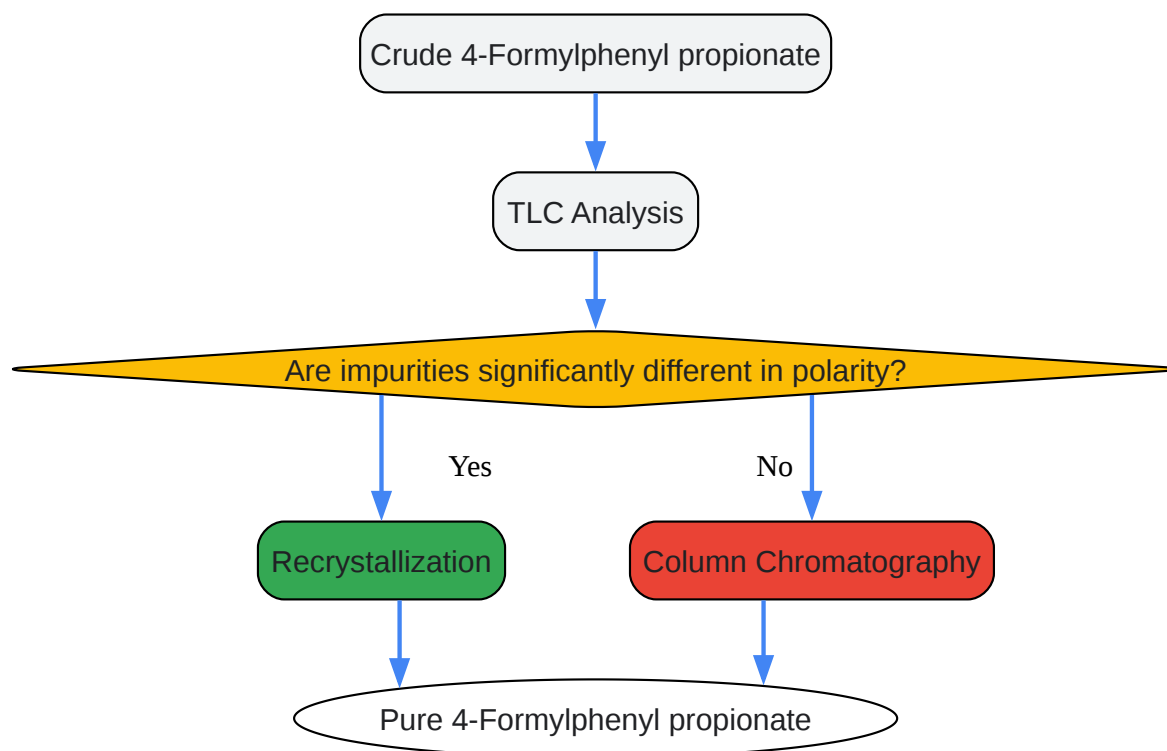 Crude 4-Formylphenyl propionate
TLC Analysis
Are impurities significantly different in polarity?
Yes
No
Recrystallization
Column Chromatography
Pure 4-Formylphenyl propionate